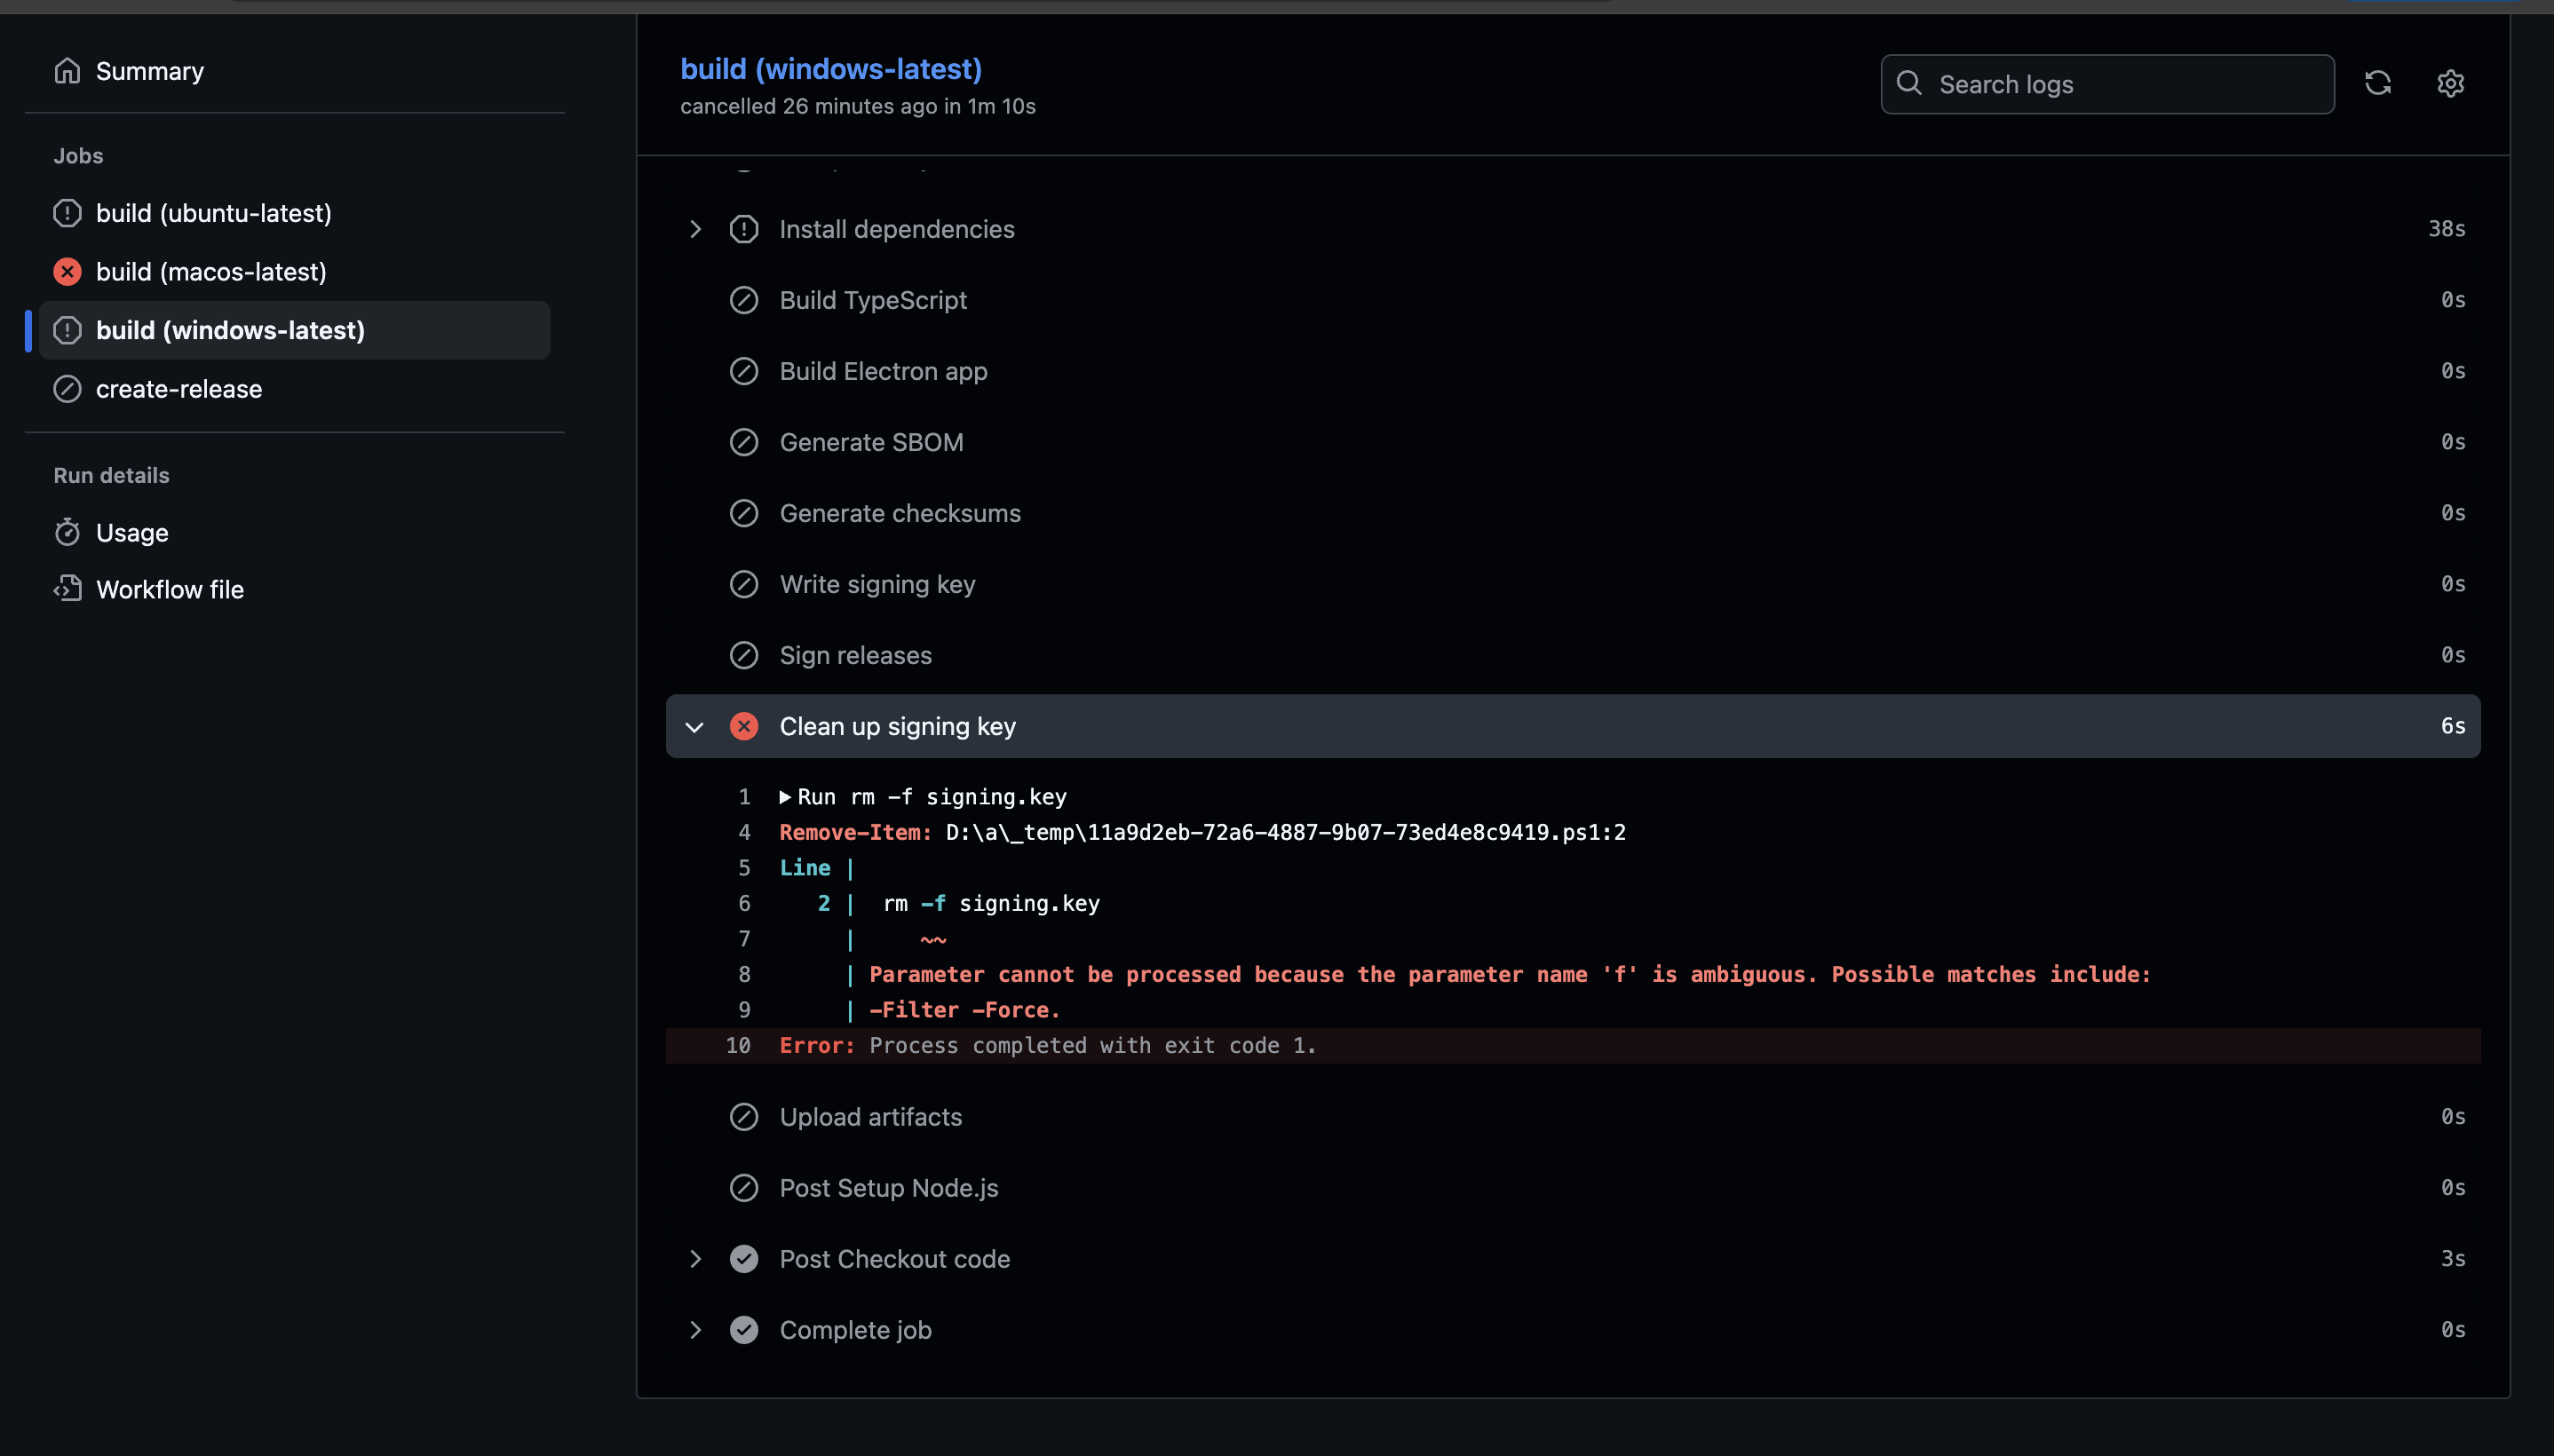 Summary
Jobs
build (ubuntu-latest)
build (macos-latest)
build (windows-latest)
create-release
Run details
Usage
Workflow file
build (windows-latest)
cancelled 26 minutes ago in 1m 10s
Search logs
Install dependencies 38s
Build TypeScript 0s
Build Electron app 0s
Generate SBOM 0s
Generate checksums 0s
Write signing key 0s
Sign releases 0s
Clean up signing key 6s
1 Run rm -f signing.key
4 Remove-Item: D:\a\_temp\11a9d2eb-72a6-4887-9b07-73ed4e8c9419.ps1:2
5 Line |
6 2 | rm -f signing.key
7 | ~~
8 | Parameter cannot be processed because the parameter name 'f' is ambiguous. Possible matches include:
9 | -Filter -Force.
10 Error: Process completed with exit code 1.
Upload artifacts 0s
Post Setup Node.js 0s
Post Checkout code 3s
Complete job 0s